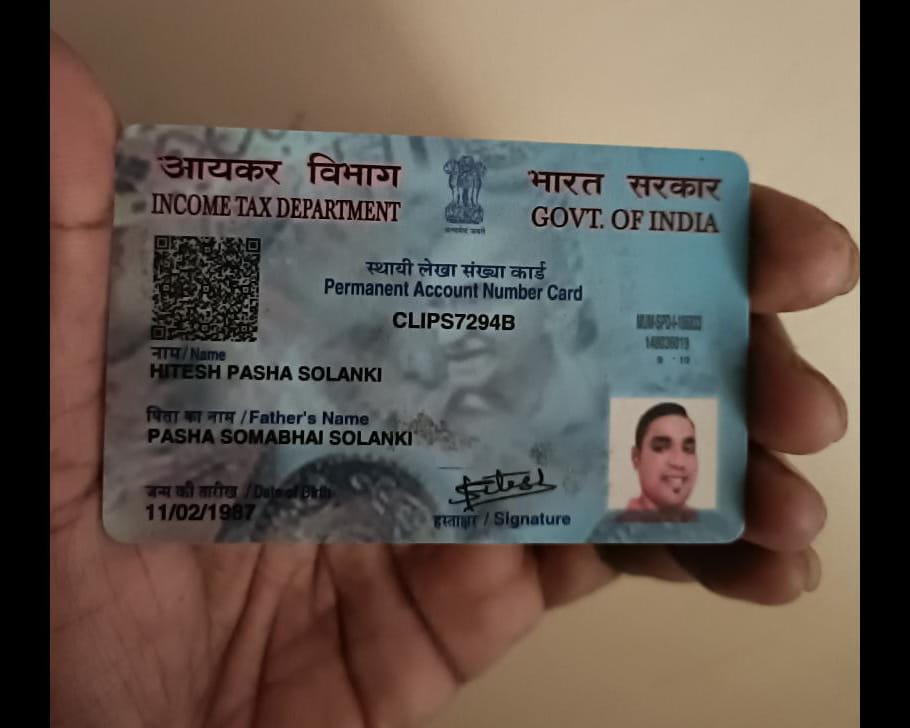 आयकर विभाग
INCOME TAX DEPARTMENT
भारत सरकार
GOVT. OF INDIA
स्थायी लेखा संख्या कार्ड
Permanent Account Number Card
CLIPS7294B
नाम / Name
HITESH PASHA SOLANKI
पिता का नाम / Father's Name
PASHA SOMABHAI SOLANKI
जन्म की तारीख / Date of Birth
11/02/1987
Hitesh
हस्ताक्षर / Signature